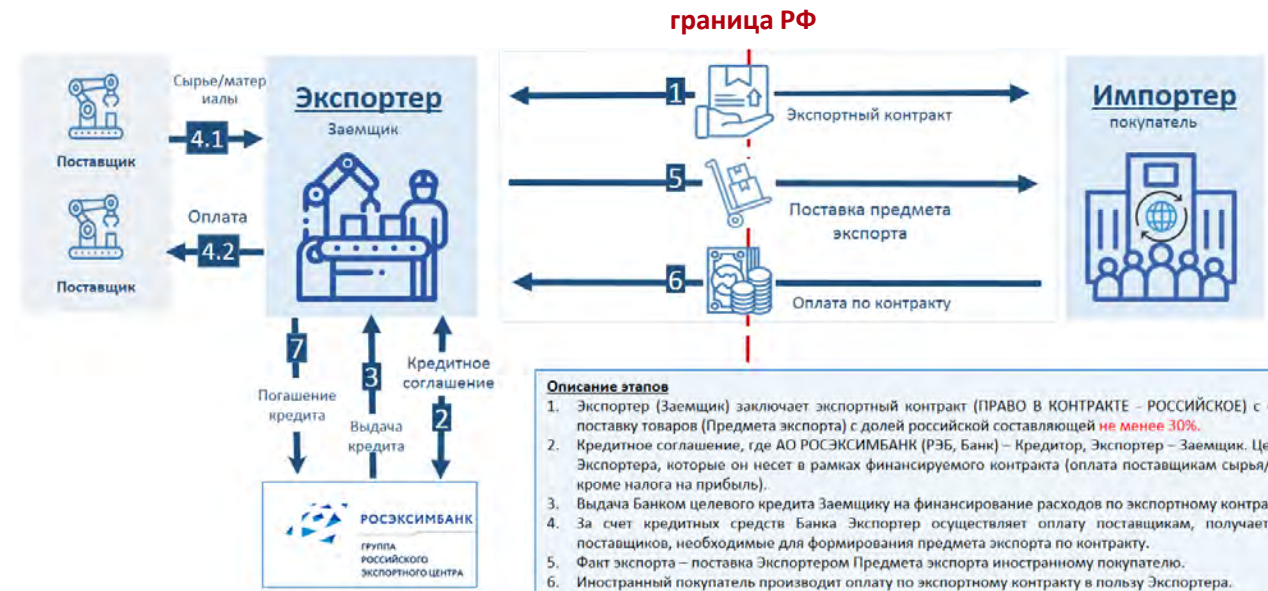 граница РФ
Сырье/матер
иалы
4.1
Поставщик
Оплата
4.2
Поставщик
Экспортер
Заемщик
1
Экспортный контракт
5
Поставка предмета
экспорта
6
Оплата по контракту
Импортер
покупатель
7
Погашение
кредита
3
Выдача
кредита
Кредитное
соглашение
2
РОСЭКСИМБАНК
ГРУППА
РОССИЙСКОГО
ЭКСПОРТНОГО ЦЕНТРА
Описание этапов
1. Экспортер (Заемщик) заключает экспортный контракт (ПРАВО В КОНТРАКТЕ - РОССИЙСКОЕ) с
поставку товаров (Предмета экспорта) с долей российской составляющей не менее 30%.
2. Кредитное соглашение, где АО РОСЭКСИМБАНК (РЭБ, Банк) – Кредитор, Экспортер – Заемщик. Це
Экспортера, которые он несет в рамках финансируемого контракта (оплата поставщикам сырья/
кроме налога на прибыль).
3. Выдача Банком целевого кредита Заемщику на финансирование расходов по экспортному контра
4. За счет кредитных средств Банка Экспортер осуществляет оплату поставщикам, получает
поставщиков, необходимые для формирования предмета экспорта по контракту.
5. Факт экспорта – поставка Экспортером Предмета экспорта иностранному покупателю.
6. Иностранный покупатель производит оплату по экспортному контракту в пользу Экспортера.